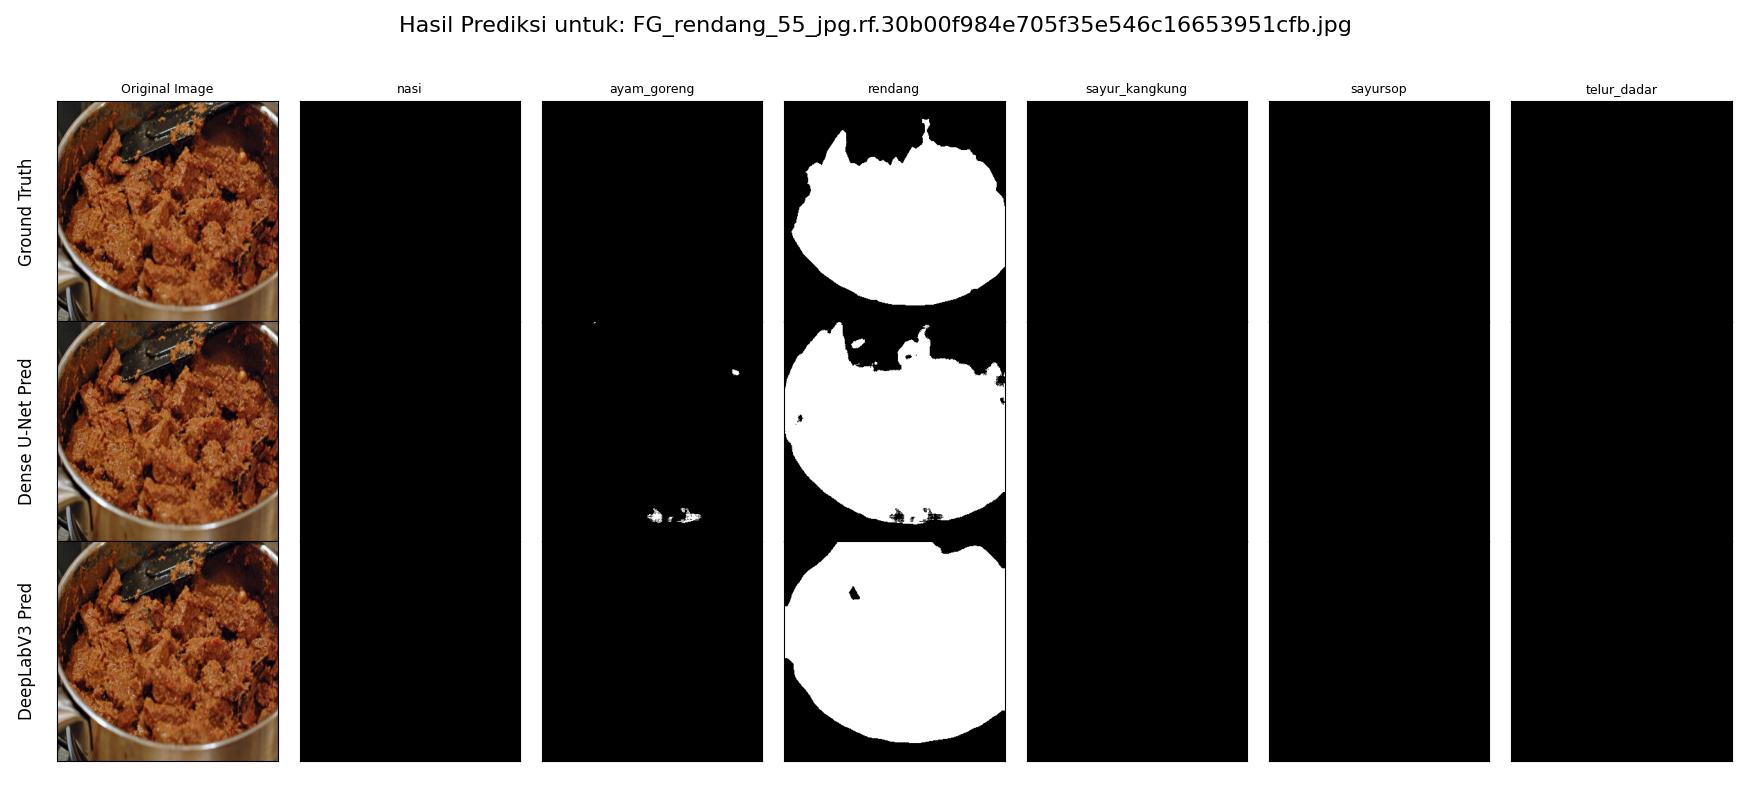 Hasil Prediksi untuk: FG_rendang_55_jpg.rf.30b00f984e705f35e546c16653951cfb.jpg
Original Image
nasi
ayam_goreng
rendang
sayur_kangkung
sayursop
telur_dadar
Ground Truth
Dense U-Net Pred
DeepLabV3 Pred